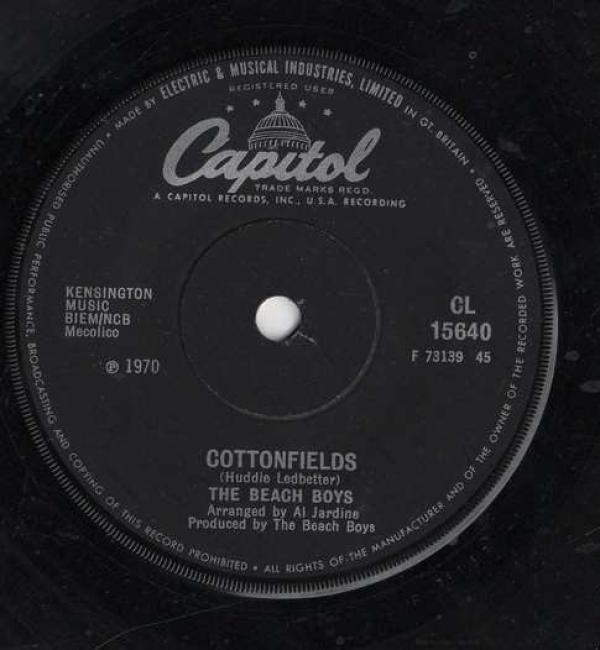 MADE BY ELECTRIC & MUSICAL INDUSTRIES, LIMITED IN GT. BRITAIN • ALL RIGHTS OF THE MANUFACTURER AND OF THE OWNER OF THE RECORDED WORK ARE RESERVED • UNAUTHORISED PUBLIC PERFORMANCE, BROADCASTING AND COPYING OF THIS RECORD PROHIBITED •
REGISTERED USER
Capitol
TRADE MARKS REGD.
A CAPITOL RECORDS, INC., U.S.A. RECORDING
KENSINGTON
MUSIC
BIEM/NCB
Mecolico
℗ 1970
CL
15640
F 73139 45
COTTONFIELDS
(Huddie Ledbetter)
THE BEACH BOYS
Arranged by Al Jardine
Produced by The Beach Boys